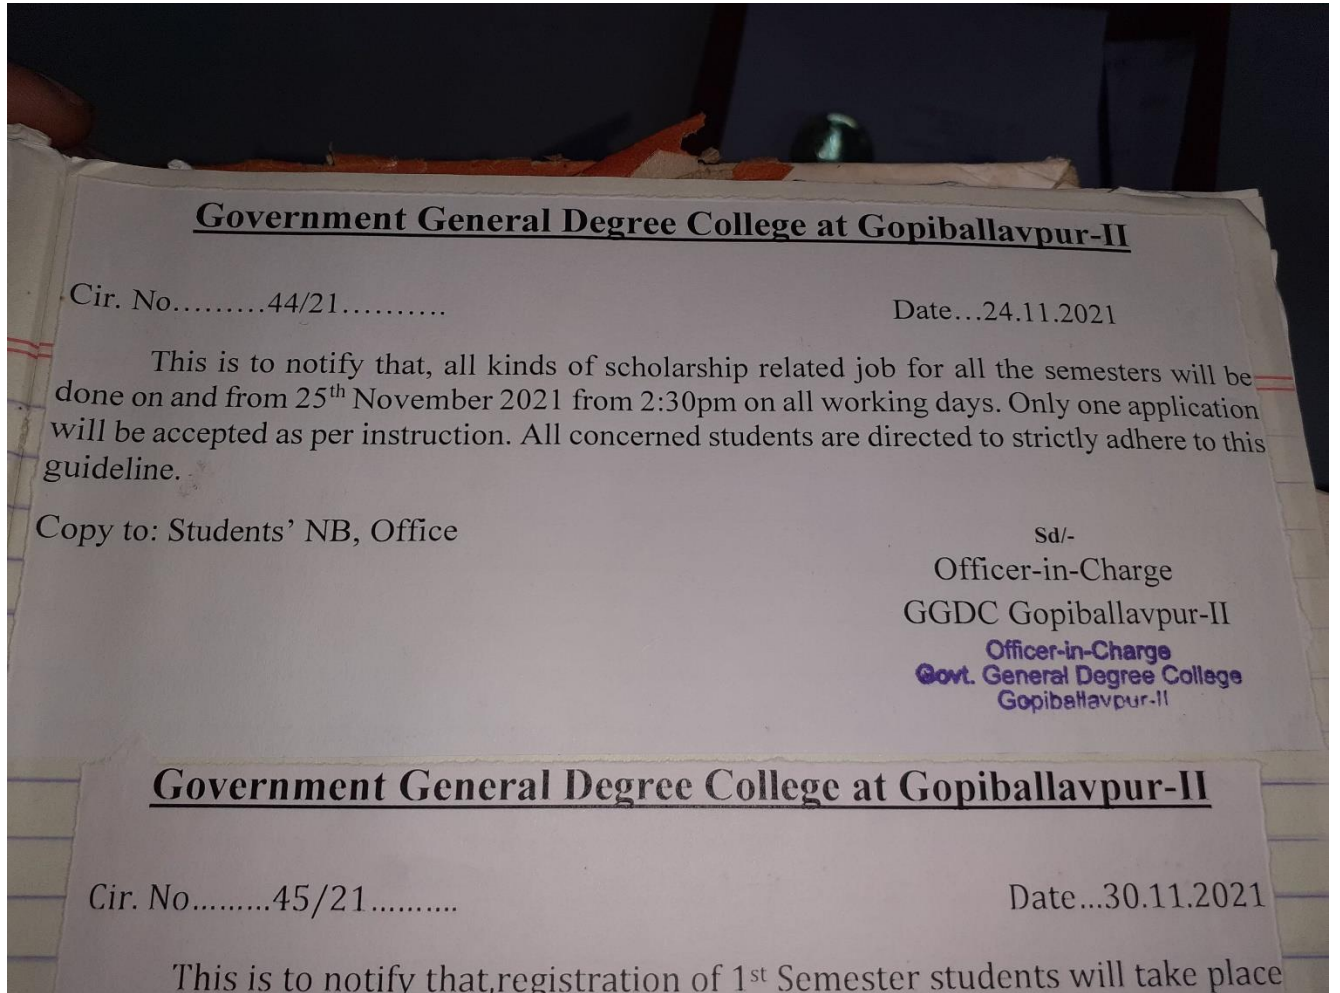 Government General Degree College at Gopiballavpur-II
Cir. No.........44/21..........
Date...24.11.2021
This is to notify that, all kinds of scholarship related job for all the semesters will be
done on and from 25th November 2021 from 2:30pm on all working days. Only one application
will be accepted as per instruction. All concerned students are directed to strictly adhere to this
guideline.
Copy to: Students’ NB, Office
Sd/-
Officer-in-Charge
GGDC Gopiballavpur-II
Officer-in-Charge
Govt. General Degree College
Gopiballavpur-II
Government General Degree College at Gopiballavpur-II
Cir. No.........45/21..........
Date...30.11.2021
This is to notify that,registration of 1st Semester students will take place